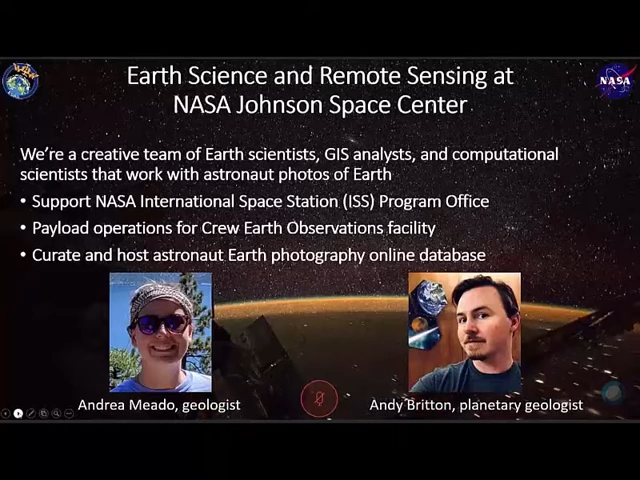 Earth Science and Remote Sensing at
NASA Johnson Space Center
NASA
We're a creative team of Earth scientists, GIS analysts, and computational
scientists that work with astronaut photos of Earth
• Support NASA International Space Station (ISS) Program Office
• Payload operations for Crew Earth Observations facility
• Curate and host astronaut Earth photography online database
Andrea Meado, geologist
Andy Britton, planetary geologist